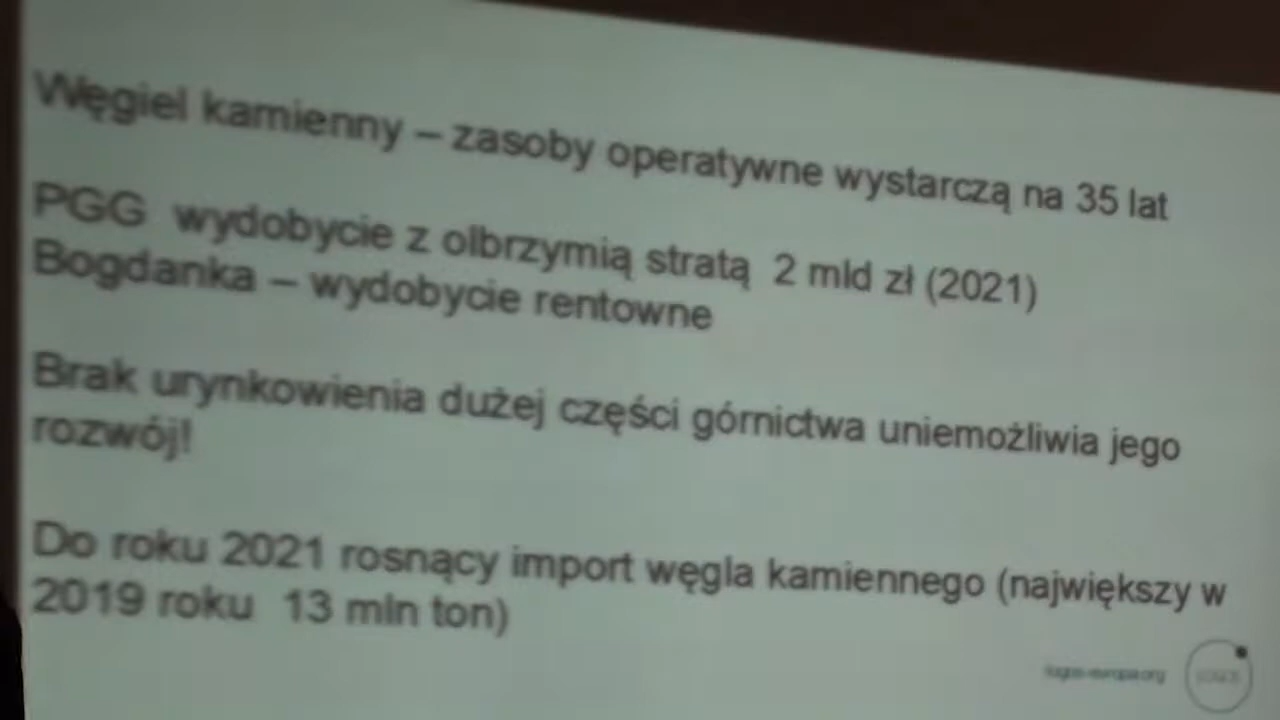 Węgiel kamienny – zasoby operatywne wystarczą na 35 lat
PGG wydobycie z olbrzymią stratą 2 mld zł (2021)
Bogdanka – wydobycie rentowne
Brak urynkowienia dużej części górnictwa uniemożliwia jego
rozwój!
Do roku 2021 rosnący import węgla kamiennego (największy w
2019 roku 13 mln ton)